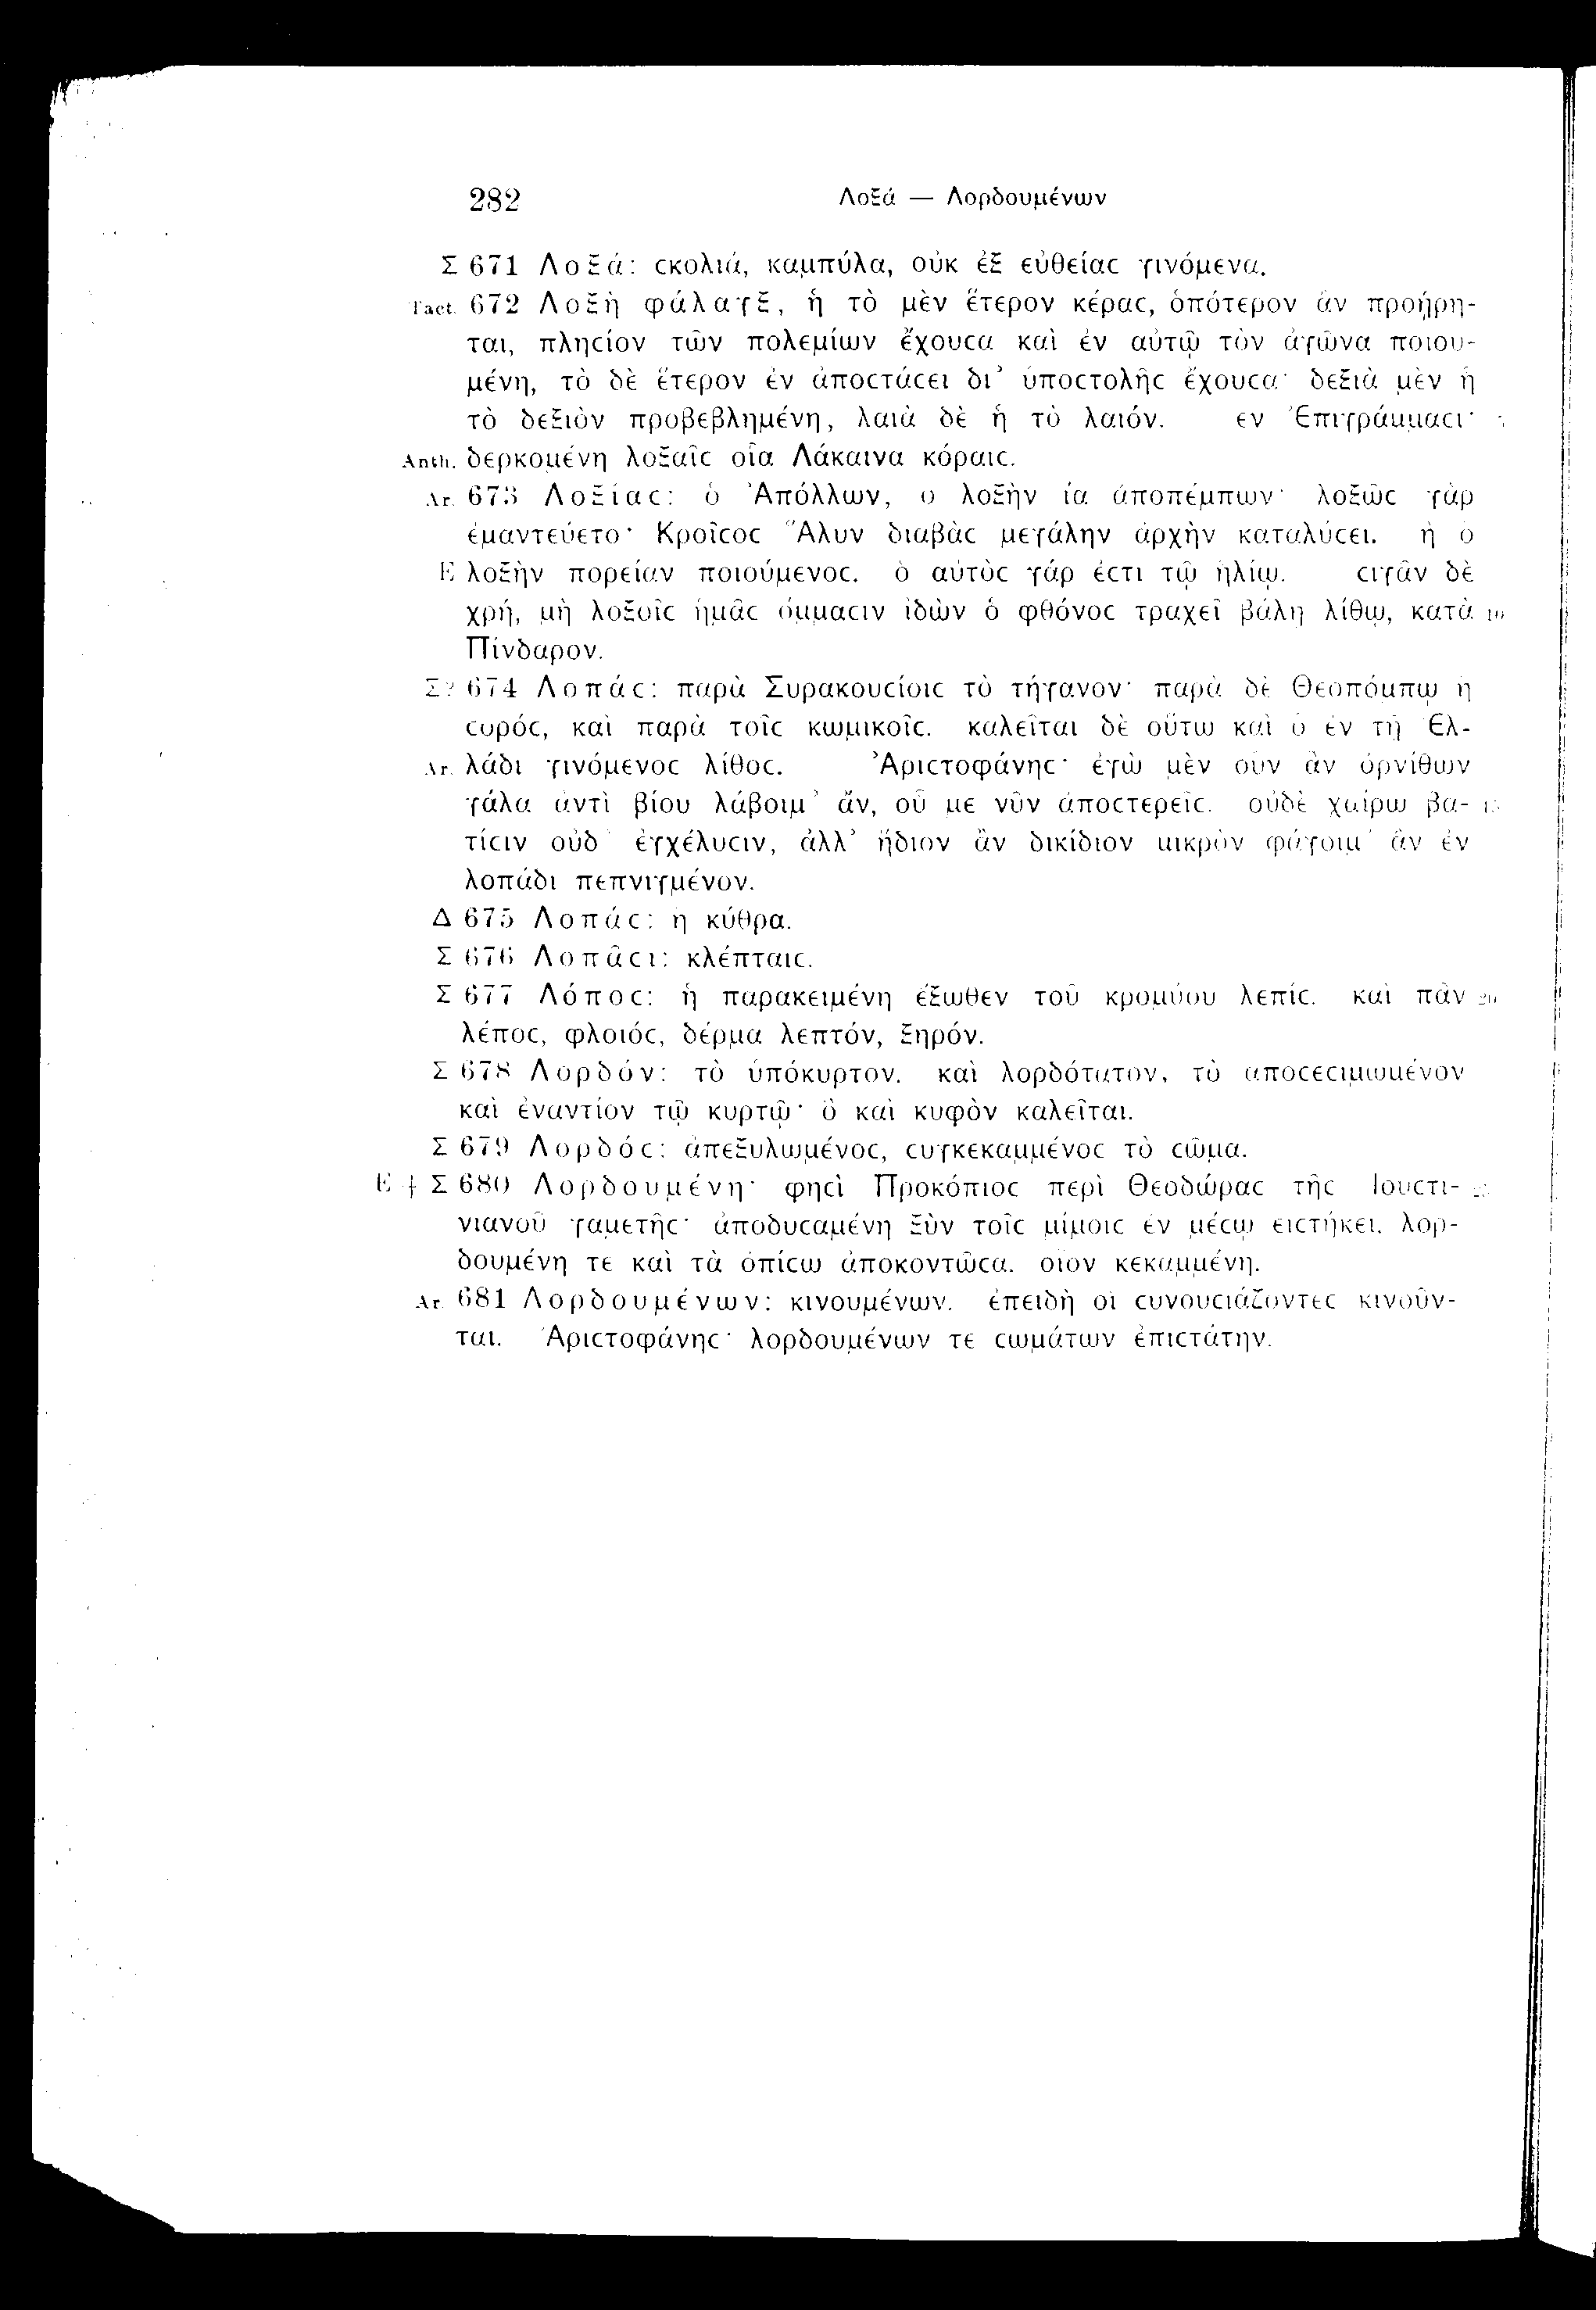 282 Λοξά — Λορδουμένων
Σ 671 Λοξά: ϲκολιά, καμπύλα, οὐκ ἐξ εὐθείαϲ γινόμενα.
Tact. 672 Λοξὴ φάλαγξ, ἡ τὸ μὲν ἕτερον κέραϲ, ὁπότερον ἂν προῄρη-
ται, πληϲίον τῶν πολεμίων ἔχουϲα καὶ ἐν αὐτῷ τὸν ἀγῶνα ποιου-
μένη, τὸ δὲ ἕτερον ἐν ἀποϲτάϲει δι’ ὑποϲτολῆϲ ἔχουϲα· δεξιὰ μὲν ἡ
τὸ δεξιὸν προβεβλημένη, λαιὰ δὲ ἡ τὸ λαιόν. ἐν Ἐπιγράμμαϲι· 5
Anth. δερκομένη λοξαῖϲ οἷα Λάκαινα κόραιϲ.
Ar. 673 Λοξίαϲ: ὁ Ἀπόλλων, ὁ λοξὴν ἴα ἀποπέμπων· λοξῶϲ γὰρ
ἐμαντεύετο· Κροῖϲοϲ Ἅλυν διαβὰϲ μεγάλην ἀρχὴν καταλύϲει. ἢ ὁ
E λοξὴν πορείαν ποιούμενοϲ. ὁ αὐτὸϲ γάρ ἐϲτι τῷ ἡλίῳ. ϲιγᾶν δὲ
χρή, μὴ λοξοῖϲ ἡμᾶϲ ὄμμαϲιν ἰδὼν ὁ φθόνοϲ τραχεῖ βάλῃ λίθῳ, κατὰ 10
Πίνδαρον.
Σ? 674 Λοπάϲ: παρὰ Συρακουϲίοιϲ τὸ τήγανον· παρὰ δὲ Θεοπόμπῳ ἡ
ϲορόϲ, καὶ παρὰ τοῖϲ κωμικοῖϲ. καλεῖται δὲ οὕτω καὶ ὁ ἐν τῇ Ἑλ-
Ar. λάδι γινόμενοϲ λίθοϲ. Ἀριϲτοφάνηϲ· ἐγὼ μὲν οὖν ἂν ὀρνίθων
γάλα ἀντὶ βίου λάβοιμ’ ἄν, οὗ με νῦν ἀποϲτερεῖϲ. οὐδὲ χαίρω βα- 15
τίϲιν οὐδ’ ἐγχέλυϲιν, ἀλλ’ ἥδιον ἂν δικίδιον μικρὸν φάγοιμ’ ἂν ἐν
λοπάδι πεπνιγμένον.
Δ 675 Λοπάϲ: ἡ κύθρα.
Σ 676 Λοπᾶϲι: κλέπταιϲ.
Σ 677 Λόποϲ: ἡ παρακειμένη ἔξωθεν τοῦ κρομύου λεπίϲ. καὶ πᾶν 20
λέποϲ, φλοιόϲ, δέρμα λεπτόν, ξηρόν.
Σ 678 Λορδόν: τὸ ὑπόκυρτον. καὶ λορδότατον, τὸ ἀποϲεϲιμωμένον
καὶ ἐναντίον τῷ κυρτῷ· ὃ καὶ κυφὸν καλεῖται.
Σ 679 Λορδόϲ: ἀπεξυλωμένοϲ, ϲυγκεκαμμένοϲ τὸ ϲῶμα.
E + Σ 680 Λορδουμένη· φηϲὶ Προκόπιοϲ περὶ Θεοδώραϲ τῆϲ Ἰουϲτι- 25
νιανοῦ γαμετῆϲ· ἀποδυϲαμένη ξὺν τοῖϲ μίμοιϲ ἐν μέϲῳ εἱϲτήκει, λορ-
δουμένη τε καὶ τὰ ὀπίϲω ἀποκοντῶϲα. οἷον κεκαμμένη.
Ar. 681 Λορδουμένων: κινουμένων. ἐπειδὴ οἱ ϲυνουϲιάζοντεϲ κινοῦν-
ται. Ἀριϲτοφάνηϲ· λορδουμένων τε ϲωμάτων ἐπιϲτάτην.